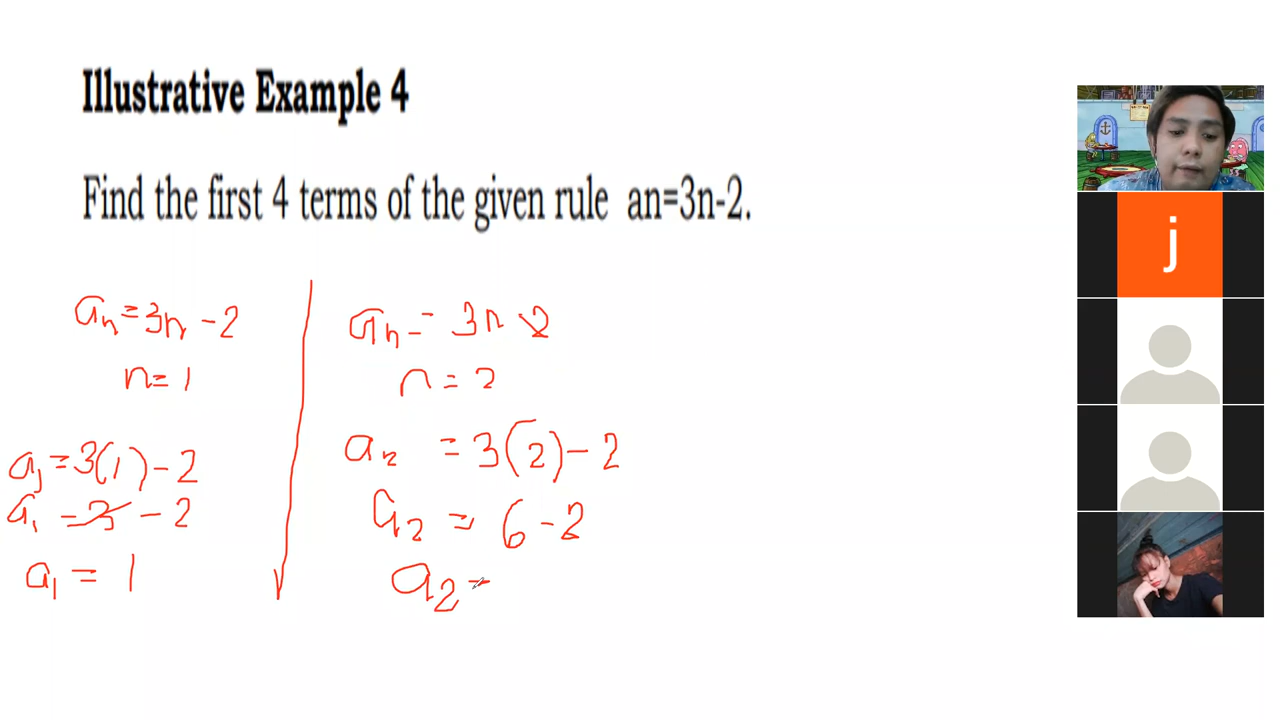 Illustrative Example 4
Find the first 4 terms of the given rule an=3n-2.
an=3n-2
n=1
a1=3(1)-2
a1=3-2
a1=1
an=3n-2
n=2
a2=3(2)-2
a2=6-2
a2=
j